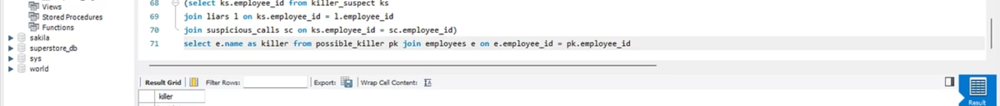 Views
Stored Procedures
Functions
sakila
superstore_db
sys
world
68 (select ks.employee_id from killer_suspect ks
69 join liars l on ks.employee_id = l.employee_id
70 join suspicious_calls sc on ks.employee_id = sc.employee_id)
71 select e.name as killer from possible_killer pk join employees e on e.employee_id = pk.employee_id
Result Grid Filter Rows: Export: Wrap Cell Content:
killer
Result